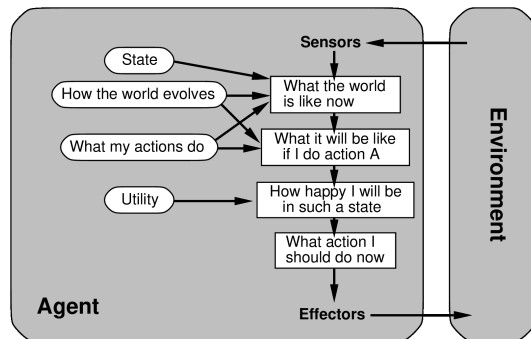 Sensors
State
What the world
is like now
How the world evolves
What my actions do
What it will be like
if I do action A
Utility
How happy I will be
in such a state
What action I
should do now
Agent
Effectors
Environment